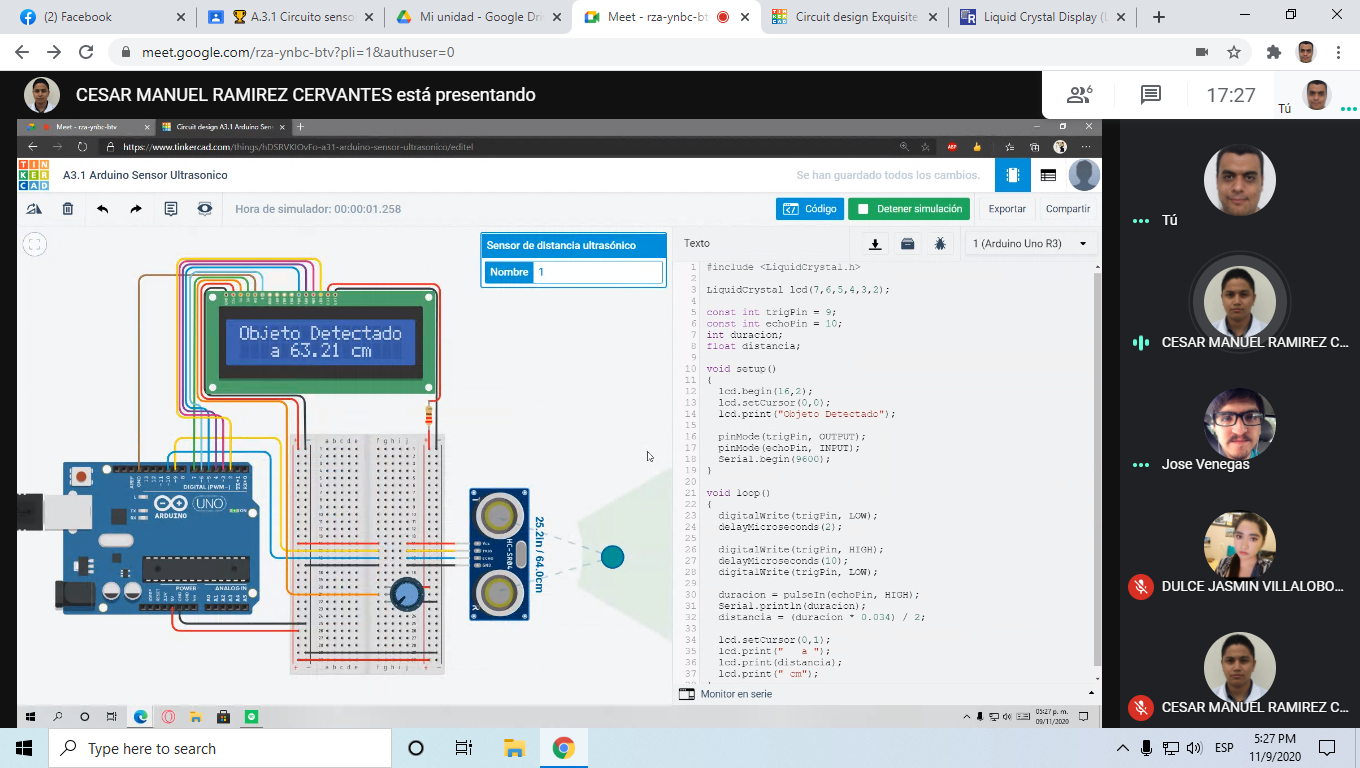 (2) Facebook
A.3.1 Circuito senso
Mi unidad - Google Dri
Meet - rza-ynbc-bt
Circuit design Exquisite
Liquid Crystal Display (L
meet.google.com/rza-ynbc-btv?pli=1&authuser=0
CESAR MANUEL RAMIREZ CERVANTES está presentando
6
17:27
Tú
Meet - rza-ynbc-btv
Circuit design A3.1 Arduino Sens
https://www.tinkercad.com/things/hDSRVKIOvFo-a31-arduino-sensor-ultrasonico/editel
TIN
KER
CAD
A3.1 Arduino Sensor Ultrasonico
Se han guardado todos los cambios.
Hora de simulador: 00:00:01.258
Código
Detener simulación
Exportar
Compartir
Sensor de distancia ultrasónico
Nombre 1
Texto
1 (Arduino Uno R3)
Objeto Detectado
a 63.21 cm
1 #include <LiquidCrystal.h>
2
3 LiquidCrystal lcd(7,6,5,4,3,2);
4
5 const int trigPin = 9;
6 const int echoPin = 10;
7 int duracion;
8 float distancia;
9
10 void setup()
11 {
12 lcd.begin(16,2);
13 lcd.setCursor(0,0);
14 lcd.print("Objeto Detectado");
15
16 pinMode(trigPin, OUTPUT);
17 pinMode(echoPin, INPUT);
18 Serial.begin(9600);
19 }
20
21 void loop()
22 {
23 digitalWrite(trigPin, LOW);
24 delayMicroseconds(2);
25
26 digitalWrite(trigPin, HIGH);
27 delayMicroseconds(10);
28 digitalWrite(trigPin, LOW);
29
30 duracion = pulseIn(echoPin, HIGH);
31 Serial.println(duracion);
32 distancia = (duracion * 0.034) / 2;
33
34 lcd.setCursor(0,1);
35 lcd.print("   a ");
36 lcd.print(distancia);
37 lcd.print(" cm");
Monitor en serie
DIGITAL (PWM~)
UNO
ARDUINO
ON
TX
RX
L
POWER
ANALOG IN
a b c d e
f g h i j
a b c d e
f g h i j
HC-SR04
25.2in / 64.0cm
T
R
05:27 p. m.
09/11/2020
Tú
CESAR MANUEL RAMIREZ C...
Jose Venegas
DULCE JASMIN VILLALOBO...
CESAR MANUEL RAMIREZ C...
Type here to search
ESP
5:27 PM
11/9/2020